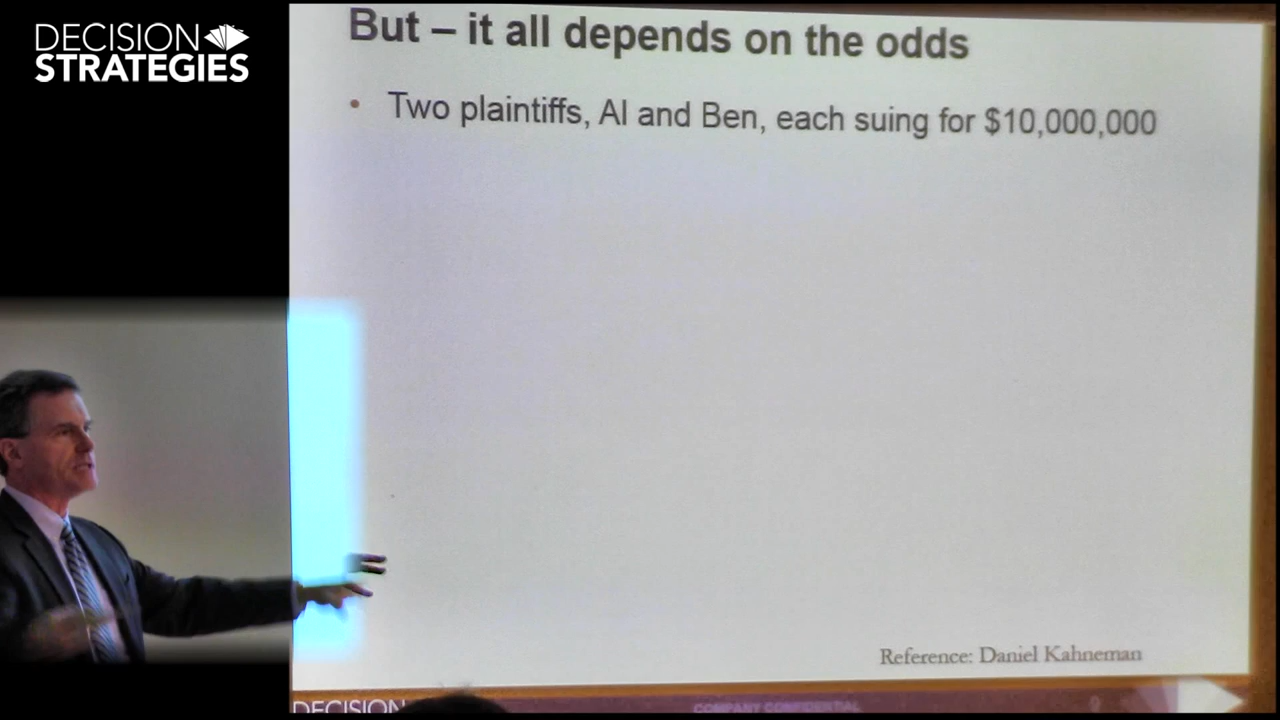 DECISION
STRATEGIES
But – it all depends on the odds
• Two plaintiffs, Al and Ben, each suing for $10,000,000
Reference: Daniel Kahneman
DECISION
COMPANY CONFIDENTIAL